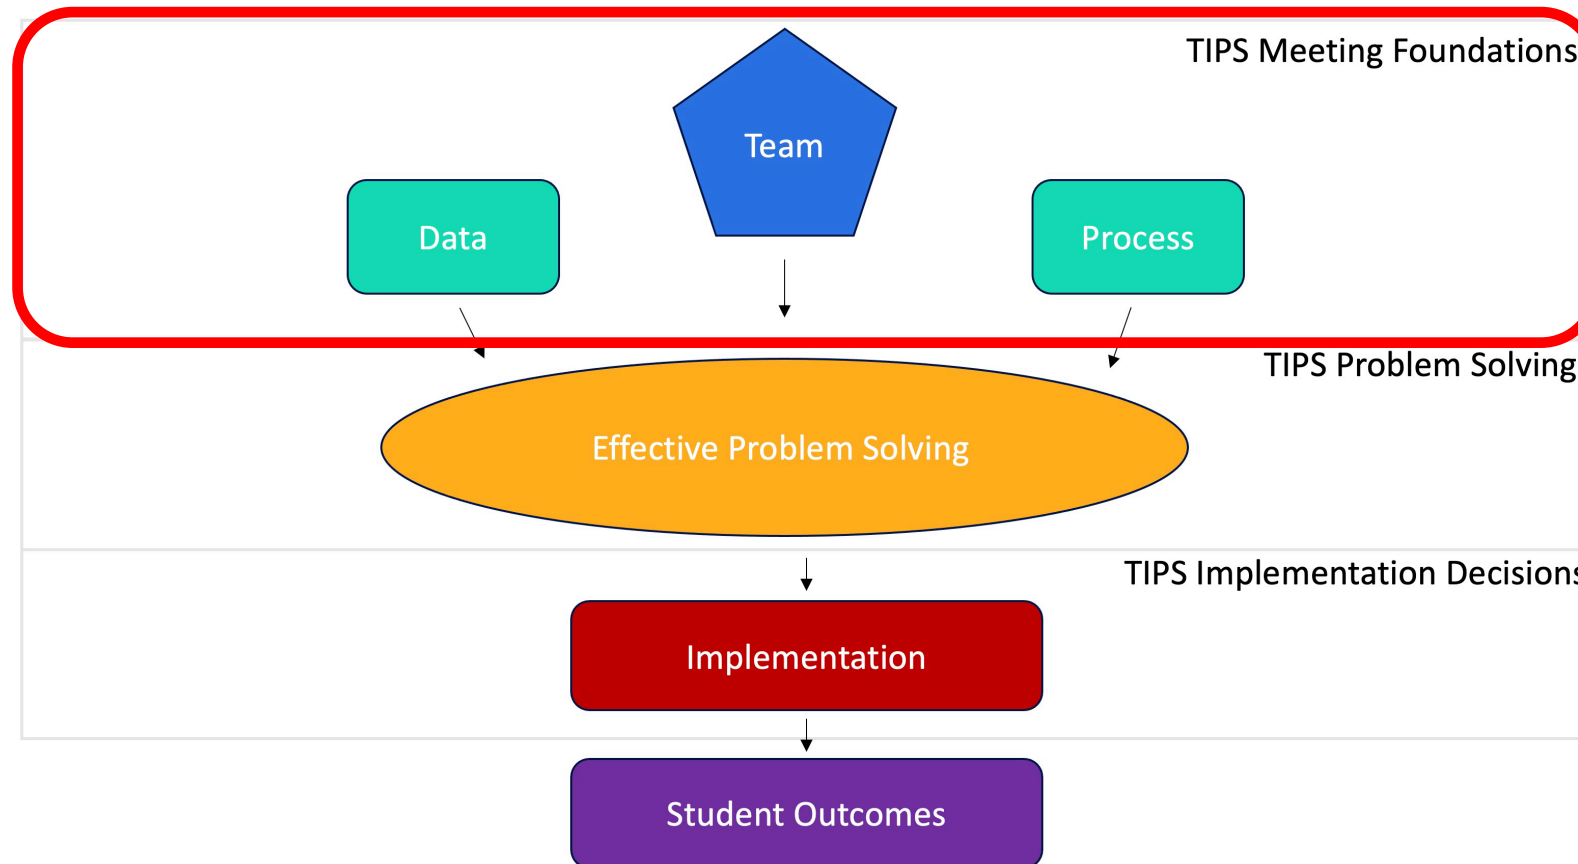 TIPS Meeting Foundations
Team
Data
Process
TIPS Problem Solving
Effective Problem Solving
TIPS Implementation Decisions
Implementation
Student Outcomes